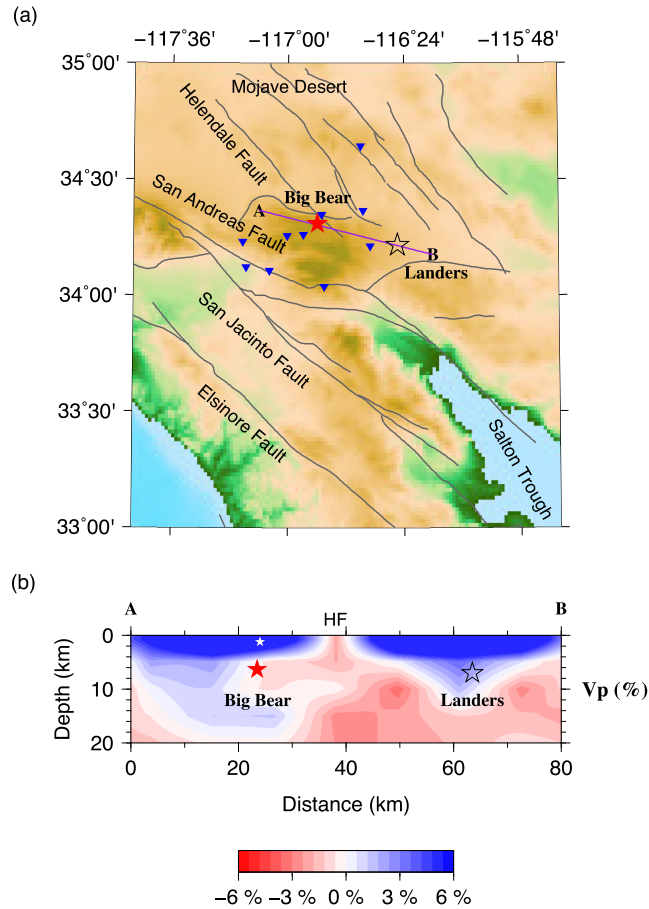 (a)
−117˚36' −117˚00' −116˚24' −115˚48'
35˚00'
Mojave Desert
Helendale Fault
34˚30'
San Andreas Fault
Big Bear
A
B
Landers
34˚00'
San Jacinto Fault
33˚30'
Elsinore Fault
Salton Trough
33˚00'
(b)
A HF B
0
10
20
Depth (km)
Big Bear Landers
Vp (%)
0 20 40 60 80
Distance (km)
−6 % −3 % 0 % 3 % 6 %